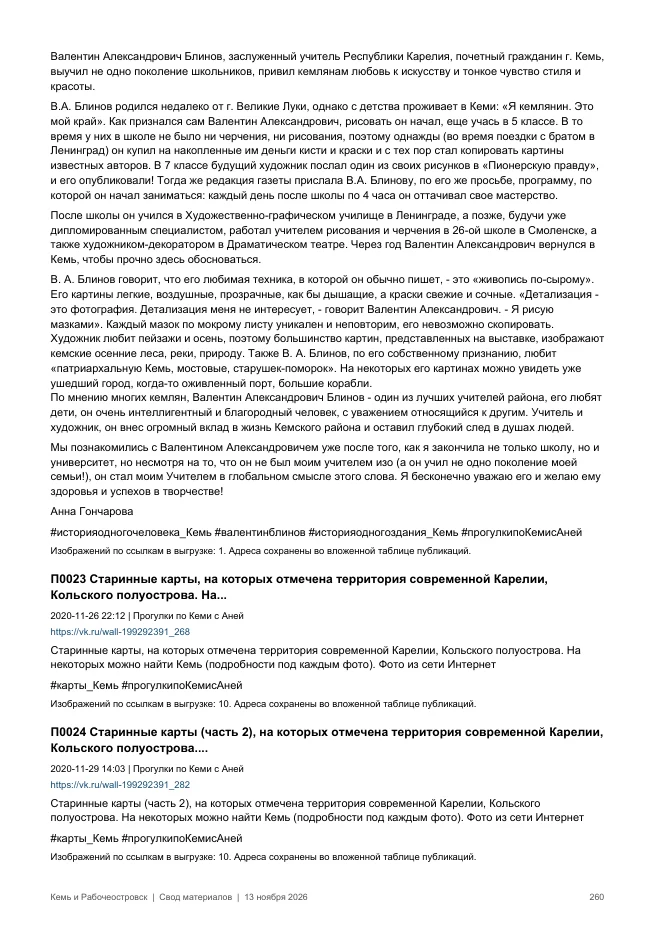 Валентин Александрович Блинов, заслуженный учитель Республики Карелия, почетный гражданин г. Кемь,
выучил не одно поколение школьников, привил кемлянам любовь к искусству и тонкое чувство стиля и
красоты.
В.А. Блинов родился недалеко от г. Великие Луки, однако с детства проживает в Кеми: «Я кемлянин. Это
мой край». Как признался сам Валентин Александрович, рисовать он начал, еще учась в 5 классе. В то
время у них в школе не было ни черчения, ни рисования, поэтому однажды (во время поездки с братом в
Ленинград) он купил на накопленные им деньги кисти и краски и с тех пор стал копировать картины
известных авторов. В 7 классе будущий художник послал один из своих рисунков в «Пионерскую правду»,
и его опубликовали! Тогда же редакция газеты прислала В.А. Блинову, по его же просьбе, программу, по
которой он начал заниматься: каждый день после школы по 4 часа он оттачивал свое мастерство.
После школы он учился в Художественно-графическом училище в Ленинграде, а позже, будучи уже
дипломированным специалистом, работал учителем рисования и черчения в 26-ой школе в Смоленске, а
также художником-декоратором в Драматическом театре. Через год Валентин Александрович вернулся в
Кемь, чтобы прочно здесь обосноваться.
В. А. Блинов говорит, что его любимая техника, в которой он обычно пишет, - это «живопись по-сырому».
Его картины легкие, воздушные, прозрачные, как бы дышащие, а краски свежие и сочные. «Детализация -
это фотография. Детализация меня не интересует, - говорит Валентин Александрович. - Я рисую
мазками». Каждый мазок по мокрому листу уникален и неповторим, его невозможно скопировать.
Художник любит пейзажи и осень, поэтому большинство картин, представленных на выставке, изображают
кемские осенние леса, реки, природу. Также В. А. Блинов, по его собственному признанию, любит
«патриархальную Кемь, мостовые, старушек-поморок». На некоторых его картинах можно увидеть уже
ушедший город, когда-то оживленный порт, большие корабли.
По мнению многих кемлян, Валентин Александрович Блинов - один из лучших учителей района, его любят
дети, он очень интеллигентный и благородный человек, с уважением относящийся к другим. Учитель и
художник, он внес огромный вклад в жизнь Кемского района и оставил глубокий след в душах людей.
Мы познакомились с Валентином Александровичем уже после того, как я закончила не только школу, но и
университет, но несмотря на то, что он не был моим учителем изо (а он учил не одно поколение моей
семьи!), он стал моим Учителем в глобальном смысле этого слова. Я бесконечно уважаю его и желаю ему
здоровья и успехов в творчестве!
Анна Гончарова
#историяодногочеловека_Кемь #валентинблинов #историяодногоздания_Кемь #прогулкипоКемисАней
Изображений по ссылкам в выгрузке: 1. Адреса сохранены во вложенной таблице публикаций.
П0023 Старинные карты, на которых отмечена территория современной Карелии,
Кольского полуострова. На...
2020-11-26 22:12 | Прогулки по Кеми с Аней
https://vk.ru/wall-199292391_268
Старинные карты, на которых отмечена территория современной Карелии, Кольского полуострова. На
некоторых можно найти Кемь (подробности под каждым фото). Фото из сети Интернет
#карты_Кемь #прогулкипоКемисАней
Изображений по ссылкам в выгрузке: 10. Адреса сохранены во вложенной таблице публикаций.
П0024 Старинные карты (часть 2), на которых отмечена территория современной Карелии,
Кольского полуострова....
2020-11-29 14:03 | Прогулки по Кеми с Аней
https://vk.ru/wall-199292391_282
Старинные карты (часть 2), на которых отмечена территория современной Карелии, Кольского
полуострова. На некоторых можно найти Кемь (подробности под каждым фото). Фото из сети Интернет
#карты_Кемь #прогулкипоКемисАней
Изображений по ссылкам в выгрузке: 10. Адреса сохранены во вложенной таблице публикаций.
Кемь и Рабочеостровск | Свод материалов | 13 ноября 2026 260